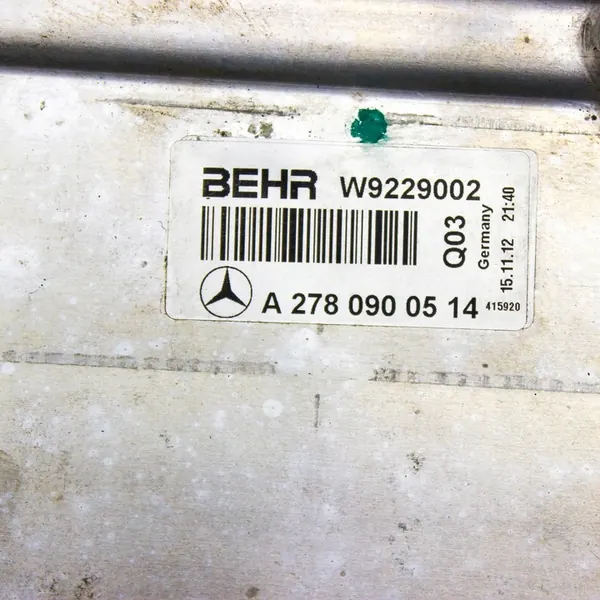 BEHR W9229002
Q03
Germany
15.11.12 21:40
A 278 090 05 14 415920